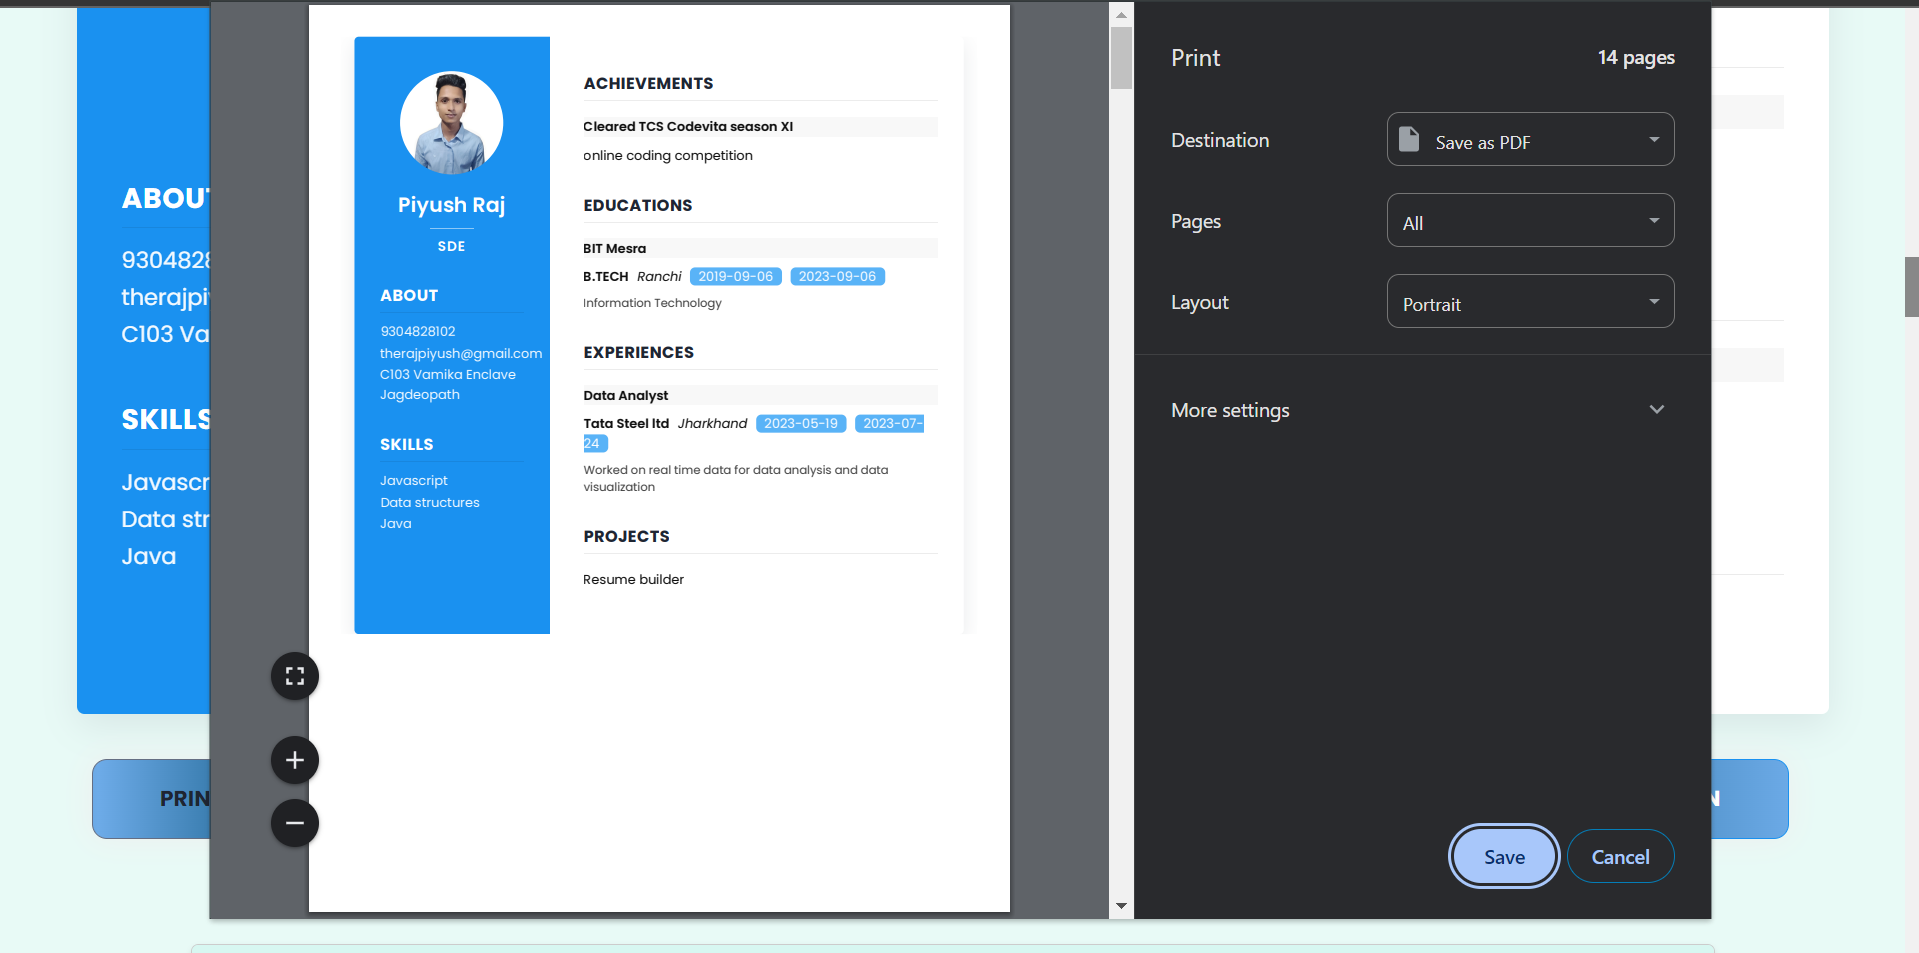 ABOU
9304828
therajpi
C103 Va
SKILLS
Javascr
Data str
Java
PRIN
Piyush Raj
SDE
ABOUT
9304828102
therajpiyush@gmail.com
C103 Vamika Enclave
Jagdeopath
SKILLS
Javascript
Data structures
Java
ACHIEVEMENTS
Cleared TCS Codevita season XI
online coding competition
EDUCATIONS
BIT Mesra
B.TECH Ranchi 2019-09-06 2023-09-06
Information Technology
EXPERIENCES
Data Analyst
Tata Steel ltd Jharkhand 2023-05-19 2023-07-
24
Worked on real time data for data analysis and data
visualization
PROJECTS
Resume builder
Print 14 pages
Destination Save as PDF
Pages All
Layout Portrait
More settings
Save Cancel
N